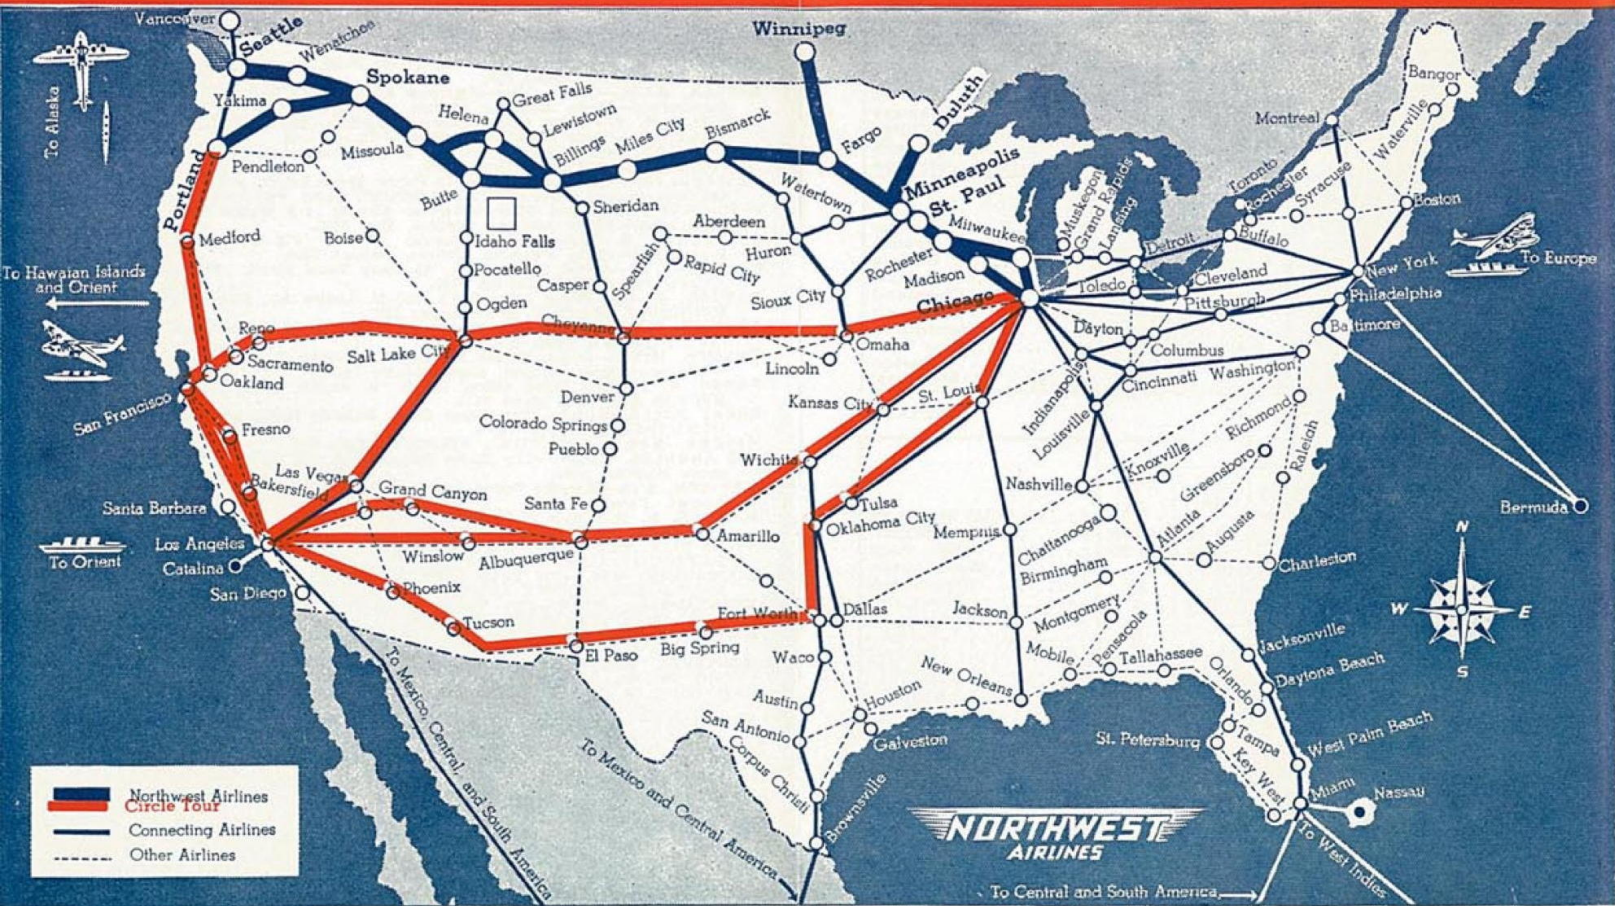 Vancouver
Seattle
Wenatchee
Spokane
Yakima
Portland
Pendleton
Missoula
Helena
Great Falls
Lewistown
Butte
Billings
Miles City
Bismarck
Winnipeg
Fargo
Duluth
Minneapolis
St. Paul
To Alaska
Medford
Boise
Idaho Falls
Pocatello
Ogden
Sheridan
Casper
Spearfish
Aberdeen
Rapid City
Huron
Watertown
Sioux City
Rochester
Madison
Milwaukee
Chicago
Muskegon
Grand Rapids
Lansing
Detroit
Toledo
Toronto
Rochester
Syracuse
Buffalo
Montreal
Bangor
Waterville
Boston
New York
Philadelphia
Baltimore
Cleveland
Pittsburgh
To Europe
To Hawaian Islands
and Orient
Reno
Sacramento
Oakland
San Francisco
Salt Lake City
Cheyenne
Omaha
Lincoln
Denver
Colorado Springs
Pueblo
Kansas City
St. Louis
Dayton
Columbus
Indianapolis
Cincinnati
Washington
Louisville
Richmond
Raleigh
Greensboro
Knoxville
Nashville
Fresno
Bakersfield
Las Vegas
Grand Canyon
Santa Barbara
Los Angeles
Catalina
San Diego
To Orient
Winslow
Albuquerque
Santa Fe
Wichita
Amarillo
Tulsa
Oklahoma City
Memphis
Chattanooga
Atlanta
Augusta
Charleston
Birmingham
Montgomery
Bermuda
Phoenix
Tucson
El Paso
Big Spring
Fort Worth
Dallas
Jackson
Waco
Austin
San Antonio
Houston
Galveston
Corpus Christi
Brownsville
New Orleans
Mobile
Pensacola
Tallahassee
Jacksonville
Daytona Beach
Orlando
Tampa
St. Petersburg
West Palm Beach
Key West
Miami
Nassau
N
W
E
S
To Mexico, Central, and South America
To Mexico and Central America
To Central and South America
To West Indies
Northwest Airlines
Circle Tour
Connecting Airlines
Other Airlines
NORTHWEST
AIRLINES